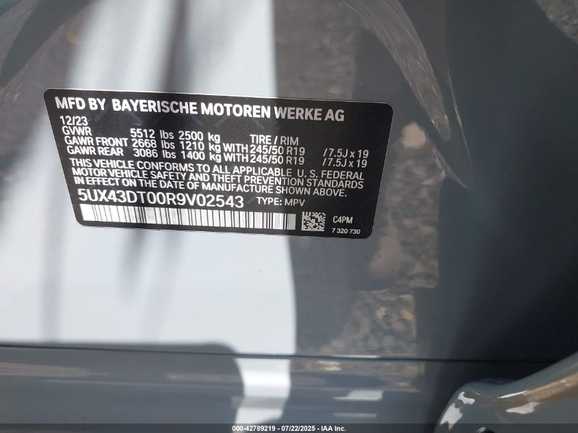 MFD BY BAYERISCHE MOTOREN WERKE AG
12/23
GVWR 5512 lbs 2500 kg TIRE / RIM
GAWR FRONT 2668 lbs 1210 kg WITH 245/50 R19 /7.5J x 19
GAWR REAR 3086 lbs 1400 kg WITH 245/50 R19 /7.5J x 19
THIS VEHICLE CONFORMS TO ALL APPLICABLE U. S. FEDERAL
MOTOR VEHICLE SAFETY AND THEFT PREVENTION STANDARDS
IN EFFECT ON THE DATE OF MANUFACTURE SHOWN ABOVE.
5UX43DT00R9V02543 TYPE: MPV
C4PM
7 320 730
000-42789219 - 07/22/2025 - IAA Inc.